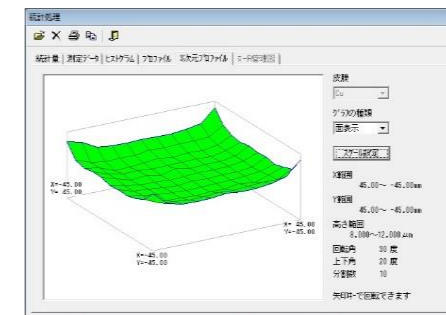 統計処理
統計量 測定データ ヒストグラム プロファイル 3次元プロファイル X-R管理図
皮膜
Cu
グラフの種類
面表示
スケール設定
X範囲
45.00～ -45.00mm
Y範囲
45.00～ -45.00mm
高さ範囲
8.000～12.000μm
回転角 30 度
上下角 20 度
分割数 10
矢印キーで回転できます
X=-45.00
Y= 45.00
X= 45.00
Y=-45.00
X=-45.00
Y=-45.00